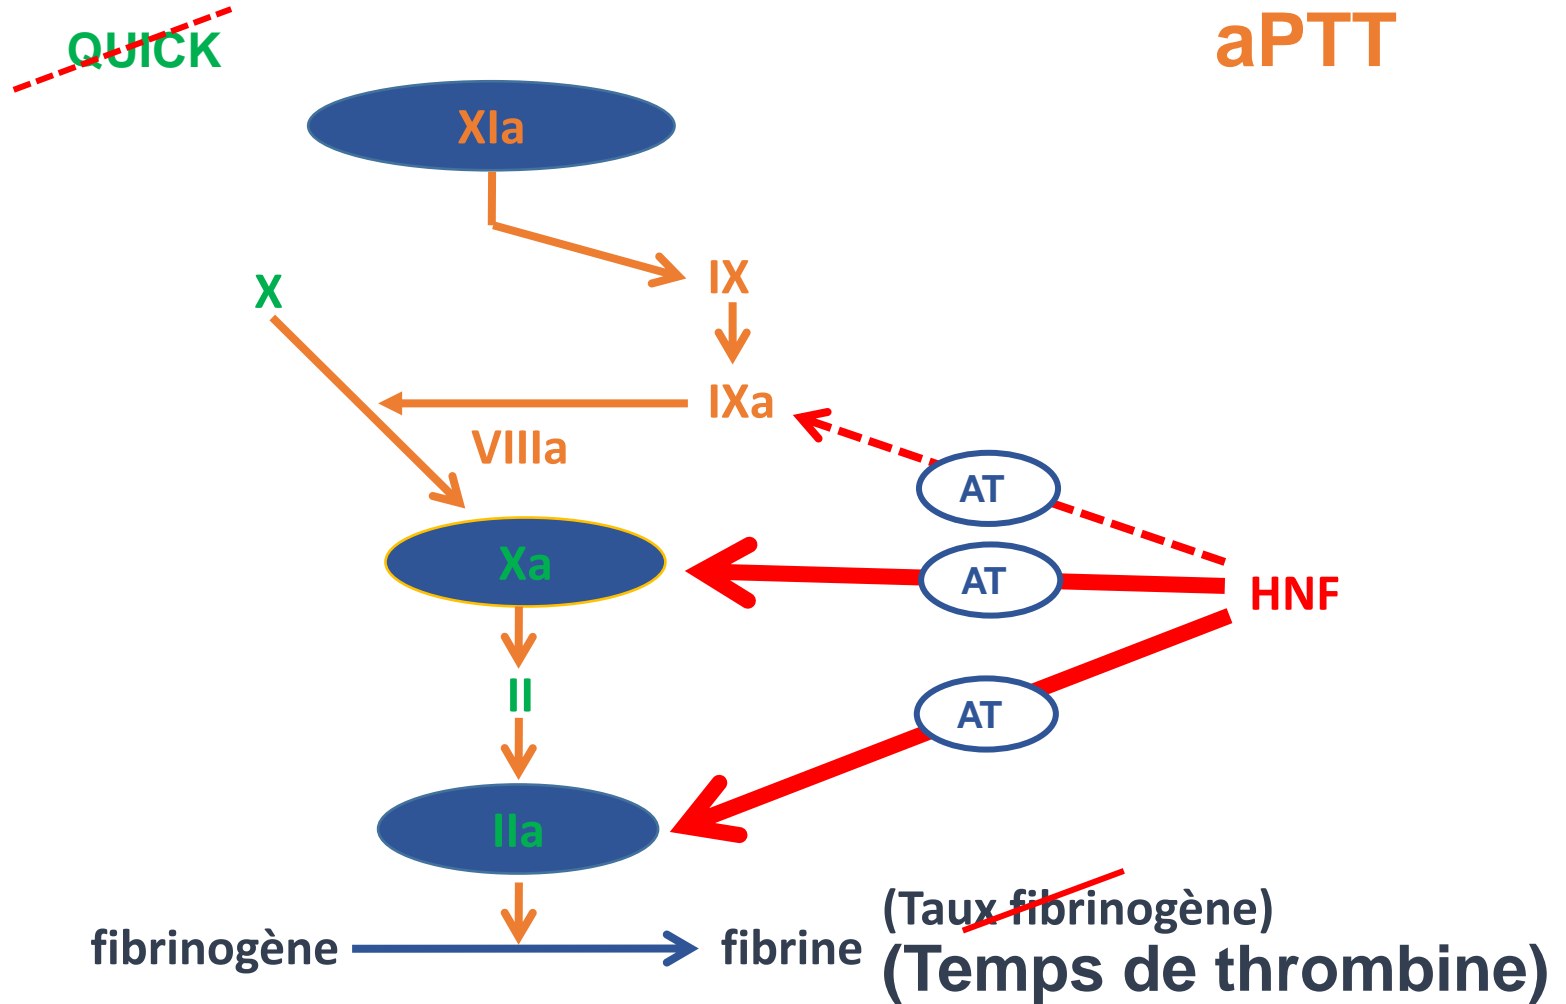 QUICK
aPTT
XIa
IX
X
IXa
VIIIa
AT
Xa
AT
HNF
II
AT
IIa
(Taux fibrinogène)
fibrinogène
fibrine
(Temps de thrombine)